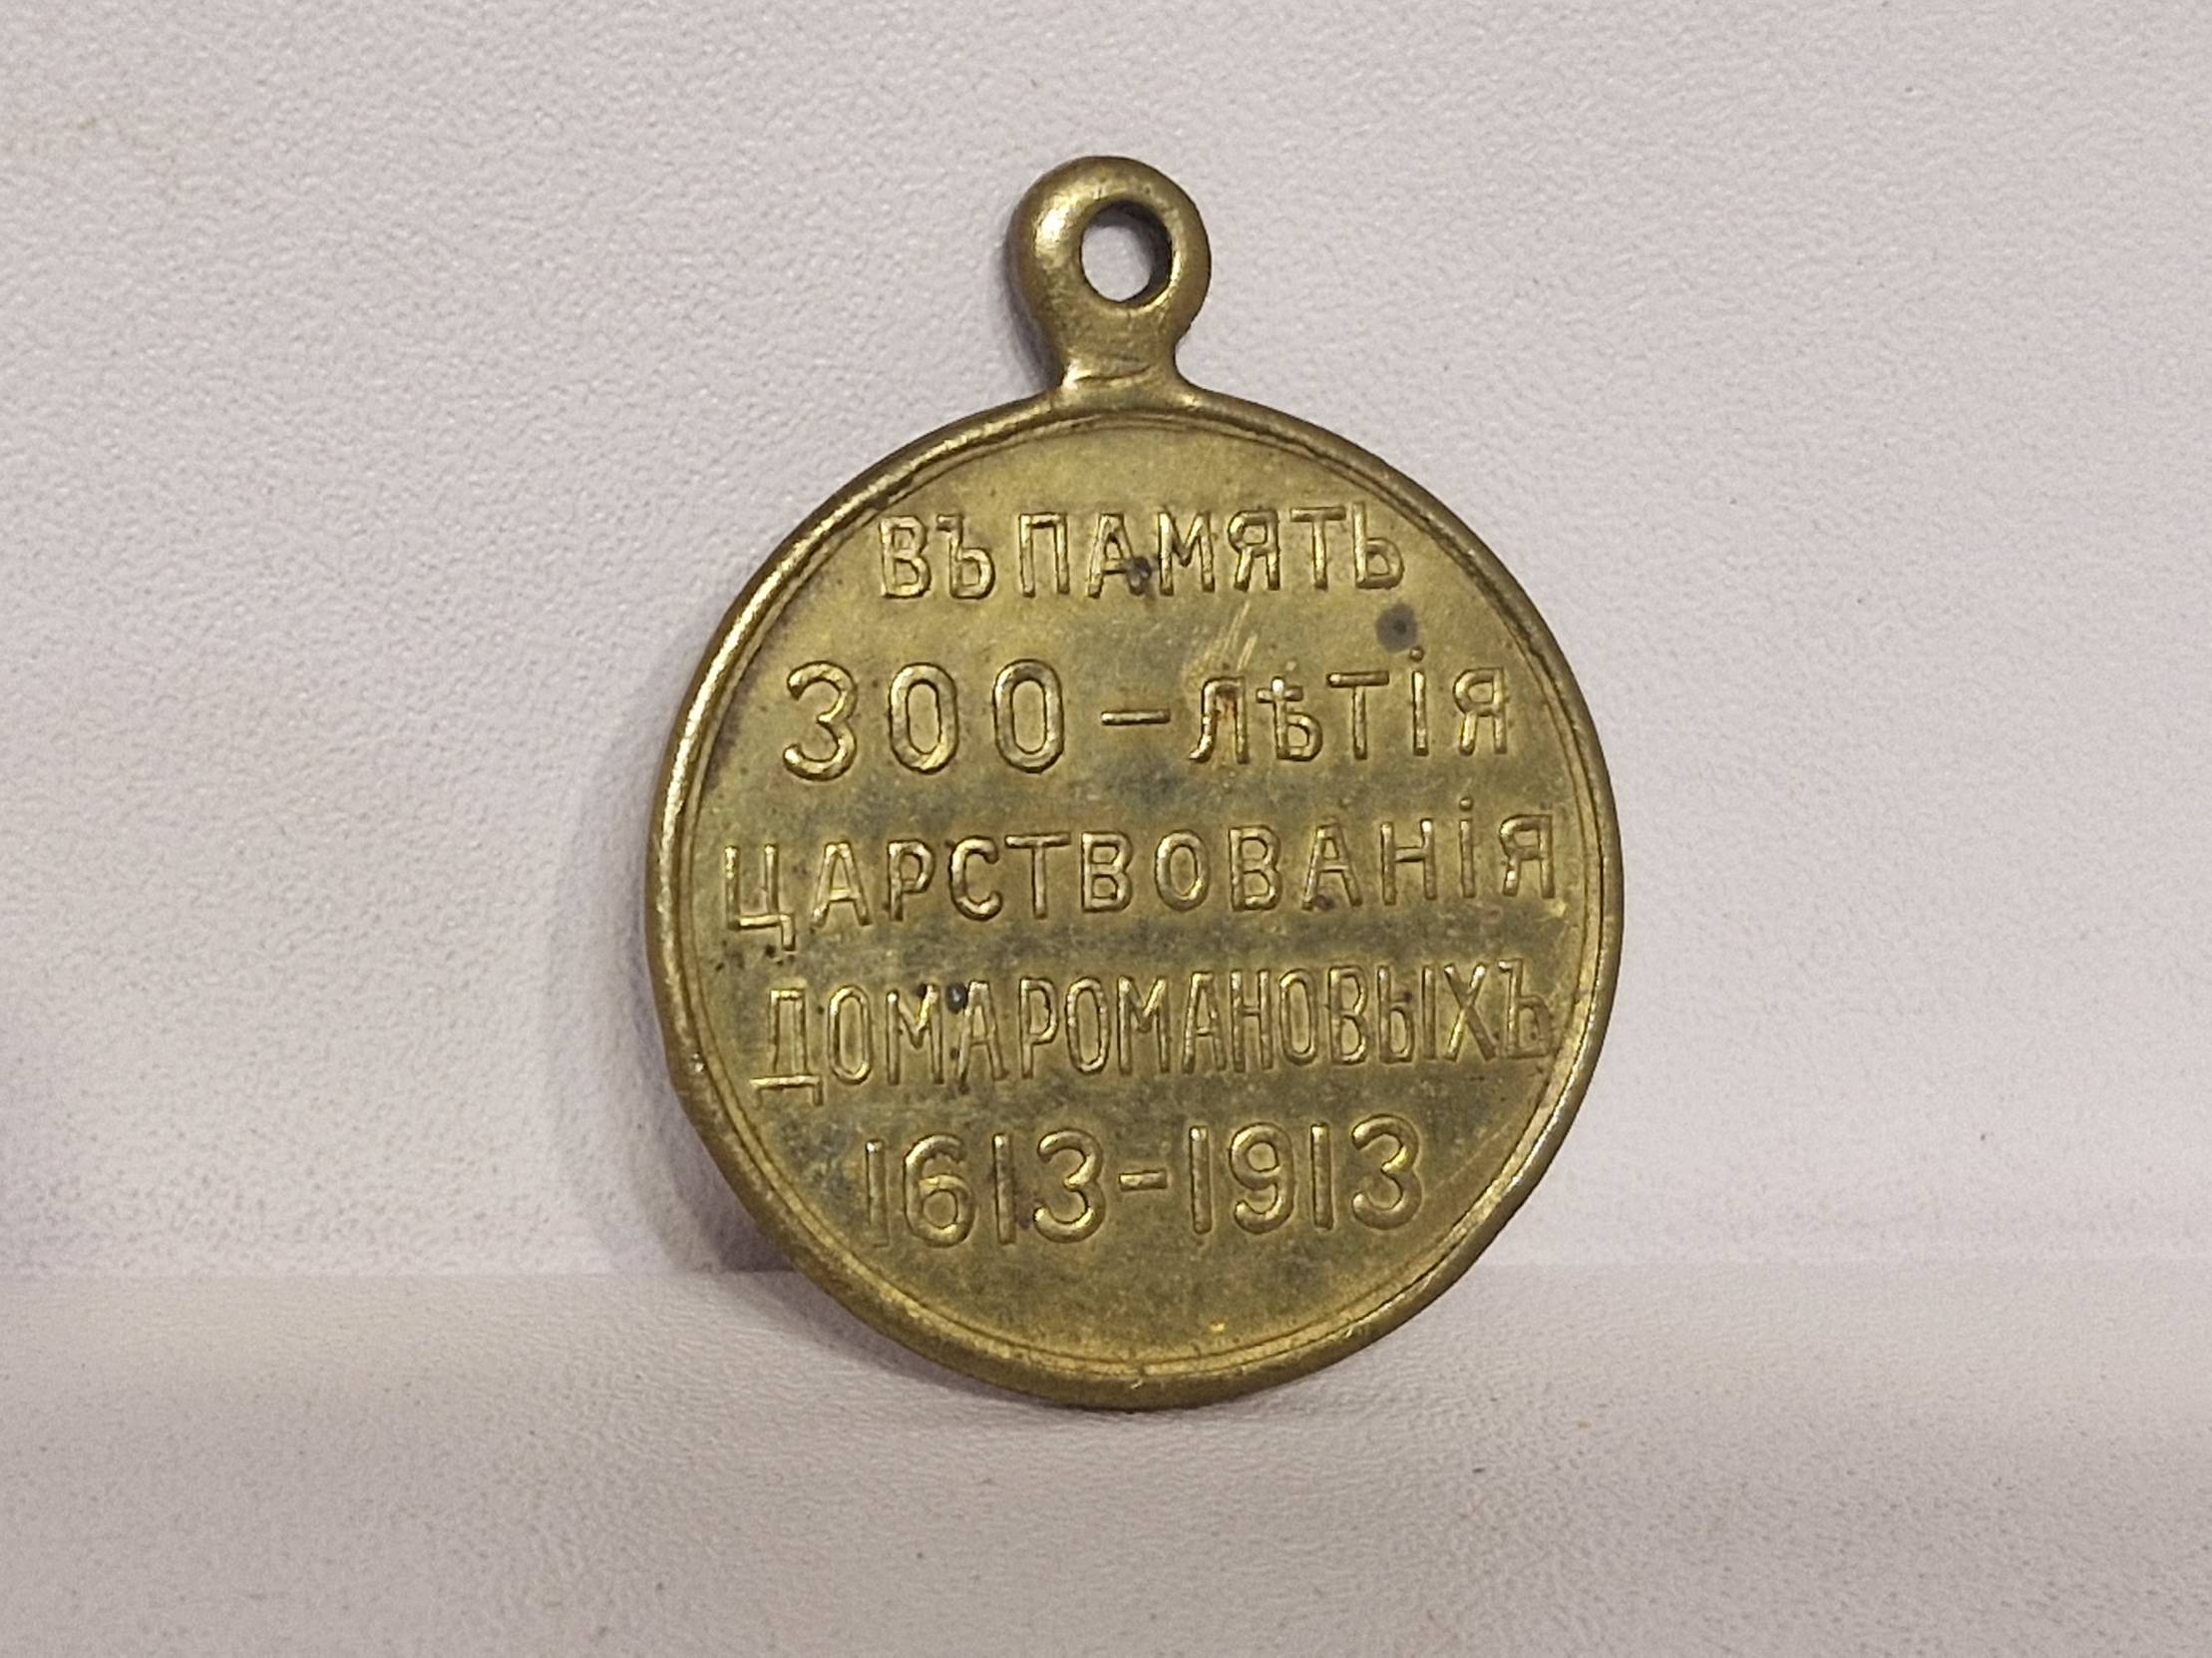 ВЪ ПАМЯТЬ
300-ЛѢТІЯ
ЦАРСТВОВАНІЯ
ДОМА РОМАНОВЫХЪ
1613-1913